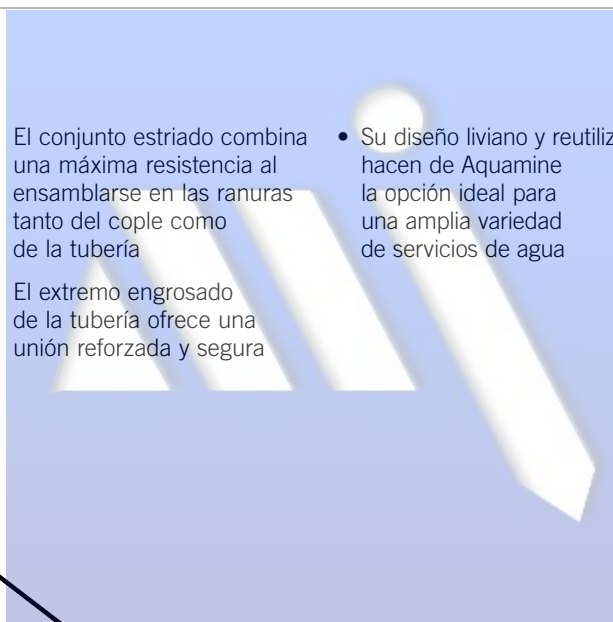 El conjunto estriado combina
una máxima resistencia al
ensamblarse en las ranuras
tanto del cople como
de la tubería
El extremo engrosado
de la tubería ofrece una
unión reforzada y segura
• Su diseño liviano y reutiliz
hacen de Aquamine
la opción ideal para
una amplia variedad
de servicios de agua